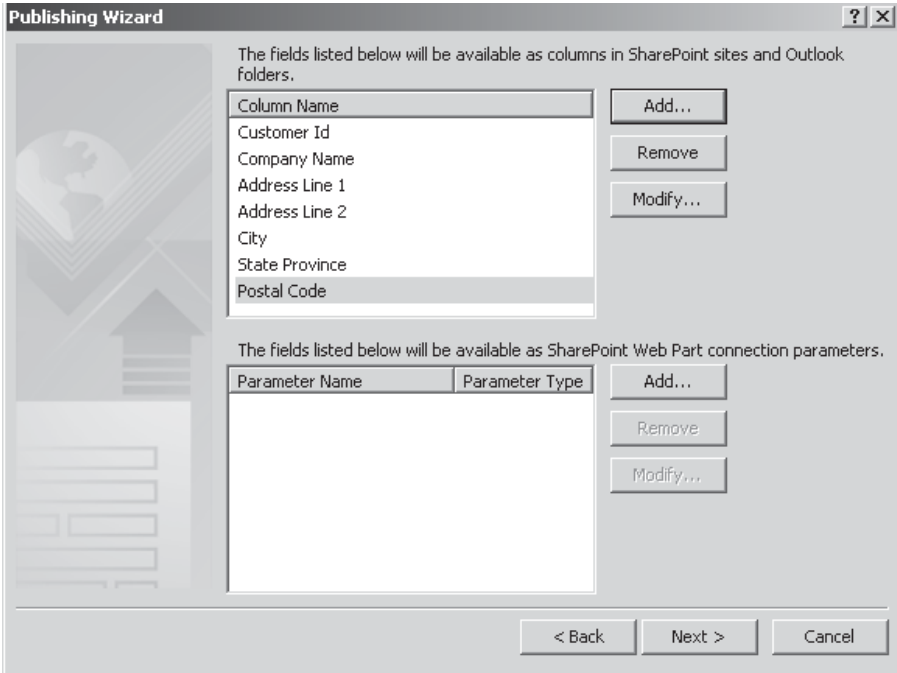 Publishing Wizard
The fields listed below will be available as columns in SharePoint sites and Outlook
folders.
Column Name
Customer Id
Company Name
Address Line 1
Address Line 2
City
State Province
Postal Code
Add...
Remove
Modify...
The fields listed below will be available as SharePoint Web Part connection parameters.
Parameter Name Parameter Type
Add...
Remove
Modify...
< Back Next > Cancel